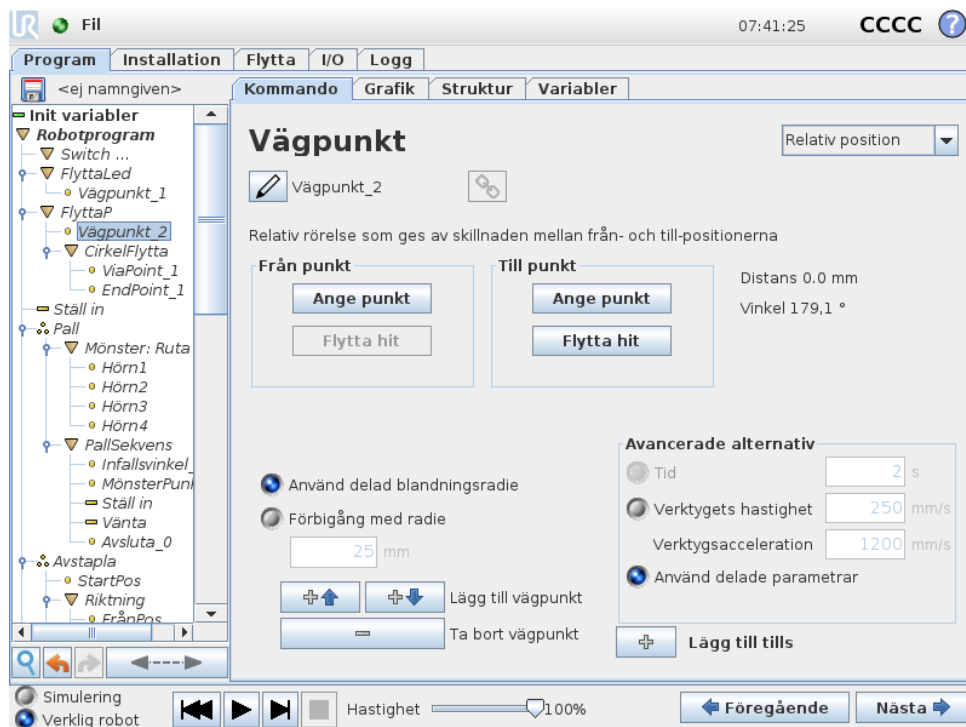 UR Fil 07:41:25 CCCC ?
Program Installation Flytta I/O Logg
<ej namngiven>
Kommando Grafik Struktur Variabler
Init variabler
Robotprogram
Switch ...
FlyttaLed
Vägpunkt_1
FlyttaP
Vägpunkt_2
CirkelFlytta
ViaPoint_1
EndPoint_1
Ställ in
Pall
Mönster: Ruta
Hörn1
Hörn2
Hörn3
Hörn4
PallSekvens
Infallsvinkel_
MönsterPunl
Ställ in
Vänta
Avsluta_0
Avstapla
StartPos
Riktning
FrånPos
Vägpunkt
Relativ position
Vägpunkt_2
Relativ rörelse som ges av skillnaden mellan från- och till-positionerna
Från punkt
Ange punkt
Flytta hit
Till punkt
Ange punkt
Flytta hit
Distans 0.0 mm
Vinkel 179,1 °
Använd delad blandningsradie
Förbigång med radie
25 mm
Lägg till vägpunkt
Ta bort vägpunkt
Avancerade alternativ
Tid 2 s
Verktygets hastighet 250 mm/s
Verktygsacceleration 1200 mm/s
Använd delade parametrar
Lägg till tills
Simulering
Verklig robot
Hastighet 100%
Föregående
Nästa